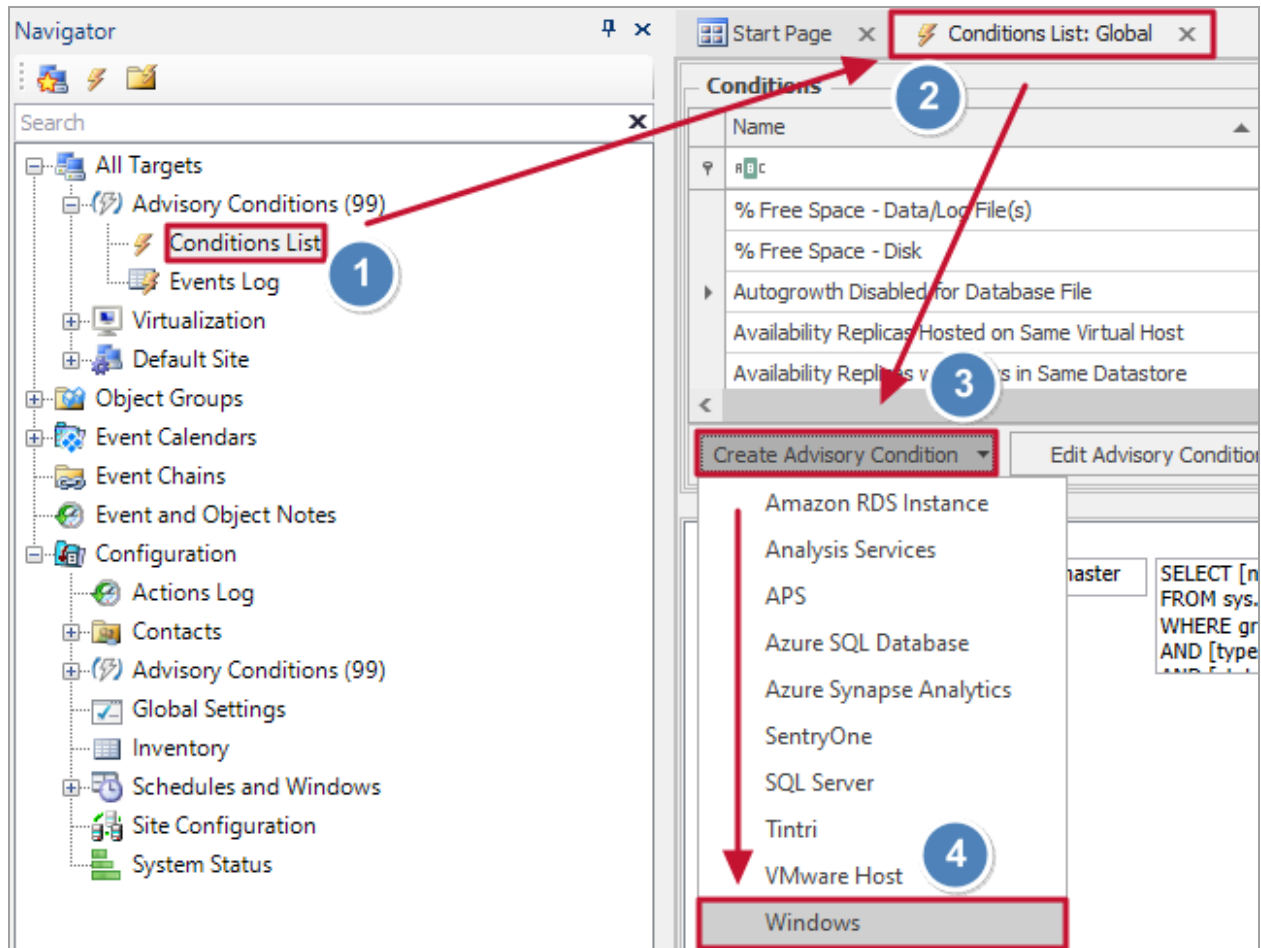 Navigator
Start Page
Conditions List: Global
2
Conditions
Search
Name
ABC
All Targets
Advisory Conditions (99)
% Free Space - Data/Log File(s)
Conditions List
% Free Space - Disk
1
Events Log
Autogrowth Disabled for Database File
Virtualization
Availability Replicas Hosted on Same Virtual Host
Default Site
Availability Replicas in Same Datastore
3
Object Groups
Event Calendars
Create Advisory Condition
Edit Advisory Condition
Event Chains
Amazon RDS Instance
Event and Object Notes
Analysis Services
Configuration
master
SELECT [n
FROM sys.
WHERE gr
AND [type
APS
Actions Log
Contacts
Azure SQL Database
Advisory Conditions (99)
Azure Synapse Analytics
Global Settings
SentryOne
Inventory
SQL Server
Schedules and Windows
Site Configuration
Tintri
4
System Status
VMware Host
Windows